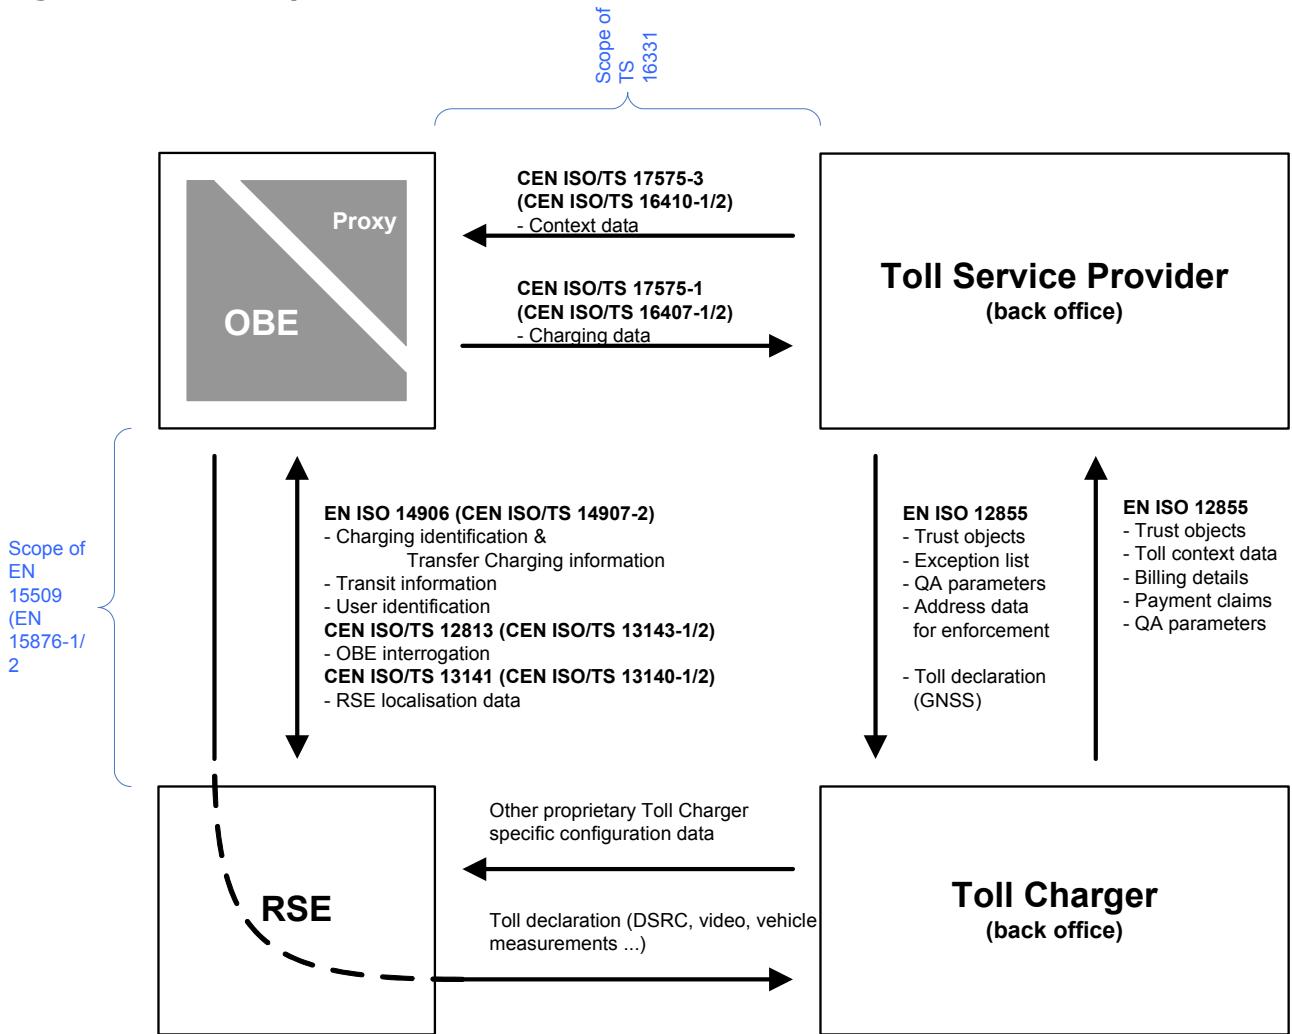 Scope of
TS
16331
Proxy
OBE
CEN ISO/TS 17575-3
(CEN ISO/TS 16410-1/2)
- Context data
CEN ISO/TS 17575-1
(CEN ISO/TS 16407-1/2)
- Charging data
Toll Service Provider
(back office)
Scope of
EN
15509
(EN
15876-1/
2
EN ISO 14906 (CEN ISO/TS 14907-2)
- Charging identification &
Transfer Charging information
- Transit information
- User identification
CEN ISO/TS 12813 (CEN ISO/TS 13143-1/2)
- OBE interrogation
CEN ISO/TS 13141 (CEN ISO/TS 13140-1/2)
- RSE localisation data
EN ISO 12855
- Trust objects
- Exception list
- QA parameters
- Address data
for enforcement
- Toll declaration
(GNSS)
EN ISO 12855
- Trust objects
- Toll context data
- Billing details
- Payment claims
- QA parameters
RSE
Other proprietary Toll Charger
specific configuration data
Toll declaration (DSRC, video, vehicle
measurements ...)
Toll Charger
(back office)